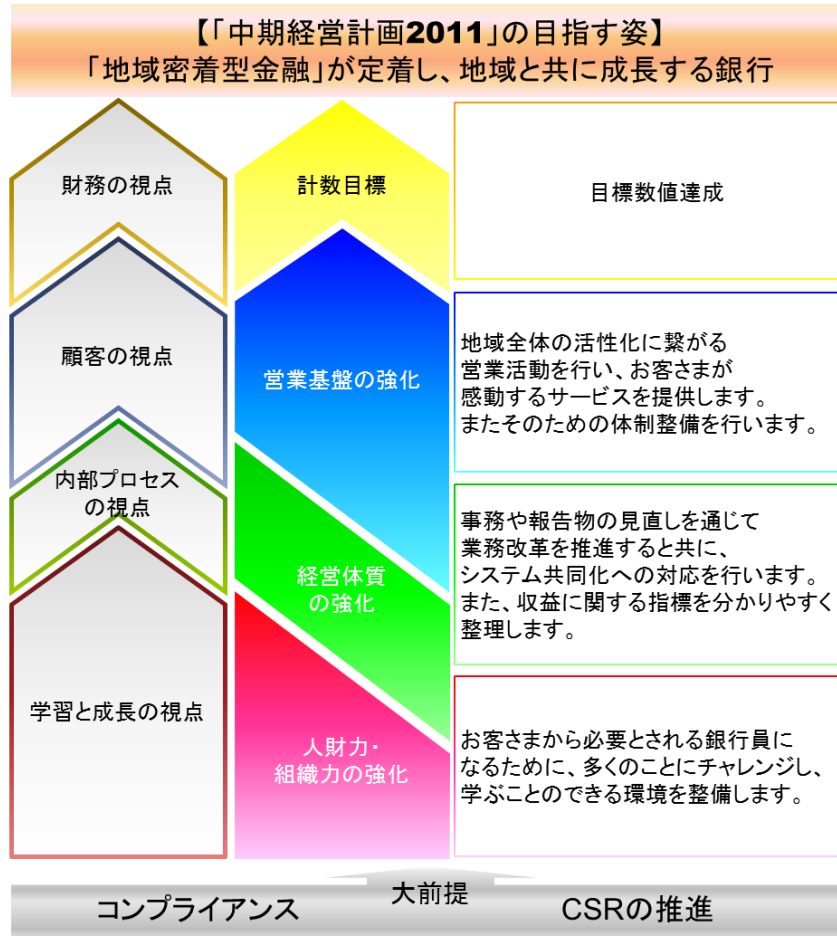 【「中期経営計画2011」の目指す姿】
「地域密着型金融」が定着し、地域と共に成長する銀行
財務の視点
計数目標
目標数値達成
顧客の視点
営業基盤の強化
地域全体の活性化に繋がる
営業活動を行い、お客さまが
感動するサービスを提供します。
またそのための体制整備を行います。
内部プロセス
の視点
経営体質
の強化
事務や報告物の見直しを通じて
業務改革を推進すると共に、
システム共同化への対応を行います。
また、収益に関する指標を分かりやすく
整理します。
学習と成長の視点
人財力・
組織力の強化
お客さまから必要とされる銀行員に
なるために、多くのことにチャレンジし、
学ぶことのできる環境を整備します。
大前提
コンプライアンス
CSRの推進